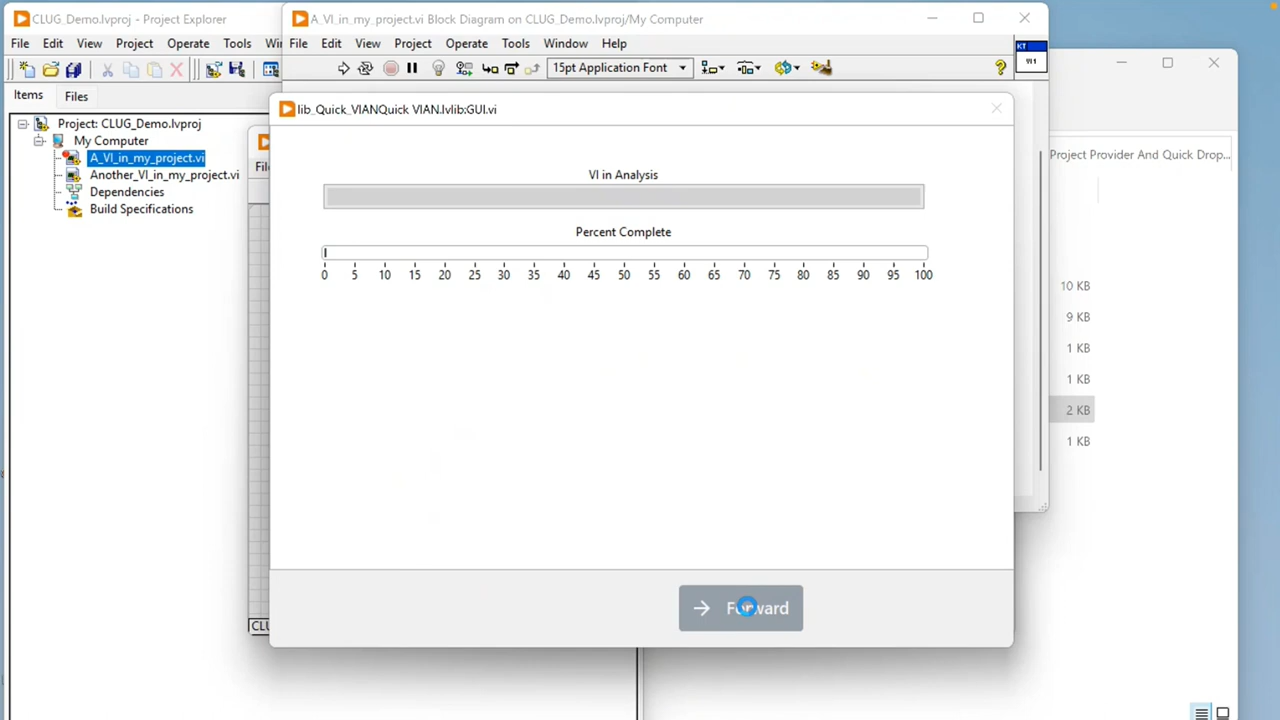 CLUG_Demo.lvproj - Project Explorer
File Edit View Project Operate Tools
Items Files
Project: CLUG_Demo.lvproj
My Computer
A_VI_in_my_project.vi
Another_VI_in_my_project.vi
Dependencies
Build Specifications
A_VI_in_my_project.vi Block Diagram on CLUG_Demo.lvproj/My Computer
File Edit View Project Operate Tools Window Help
15pt Application Font
KT
lib_Quick_VIANQuick VIAN.lvlib:GUI.vi
VI in Analysis
Percent Complete
0 5 10 15 20 25 30 35 40 45 50 55 60 65 70 75 80 85 90 95 100
Forward
Project Provider And Quick Drop...
10 KB
9 KB
1 KB
1 KB
2 KB
1 KB